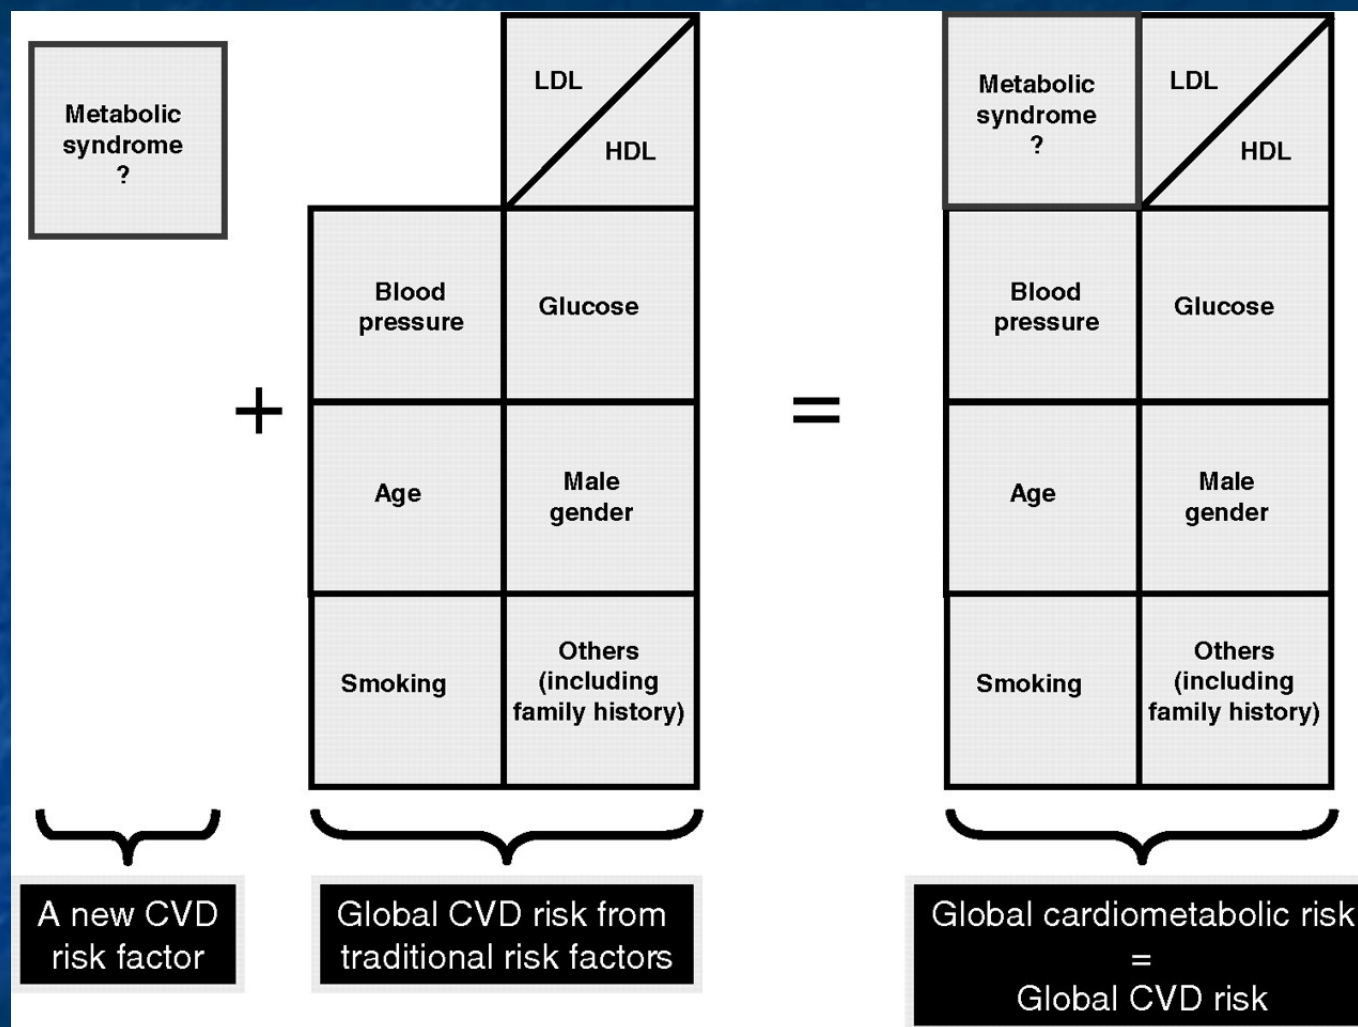 Metabolic
syndrome
?
+
LDL
HDL
Blood
pressure
Glucose
Age
Male
gender
Smoking
Others
(including
family history)
=
Metabolic
syndrome
?
LDL
HDL
Blood
pressure
Glucose
Age
Male
gender
Smoking
Others
(including
family history)
A new CVD
risk factor
Global CVD risk from
traditional risk factors
Global cardiometabolic risk
=
Global CVD risk